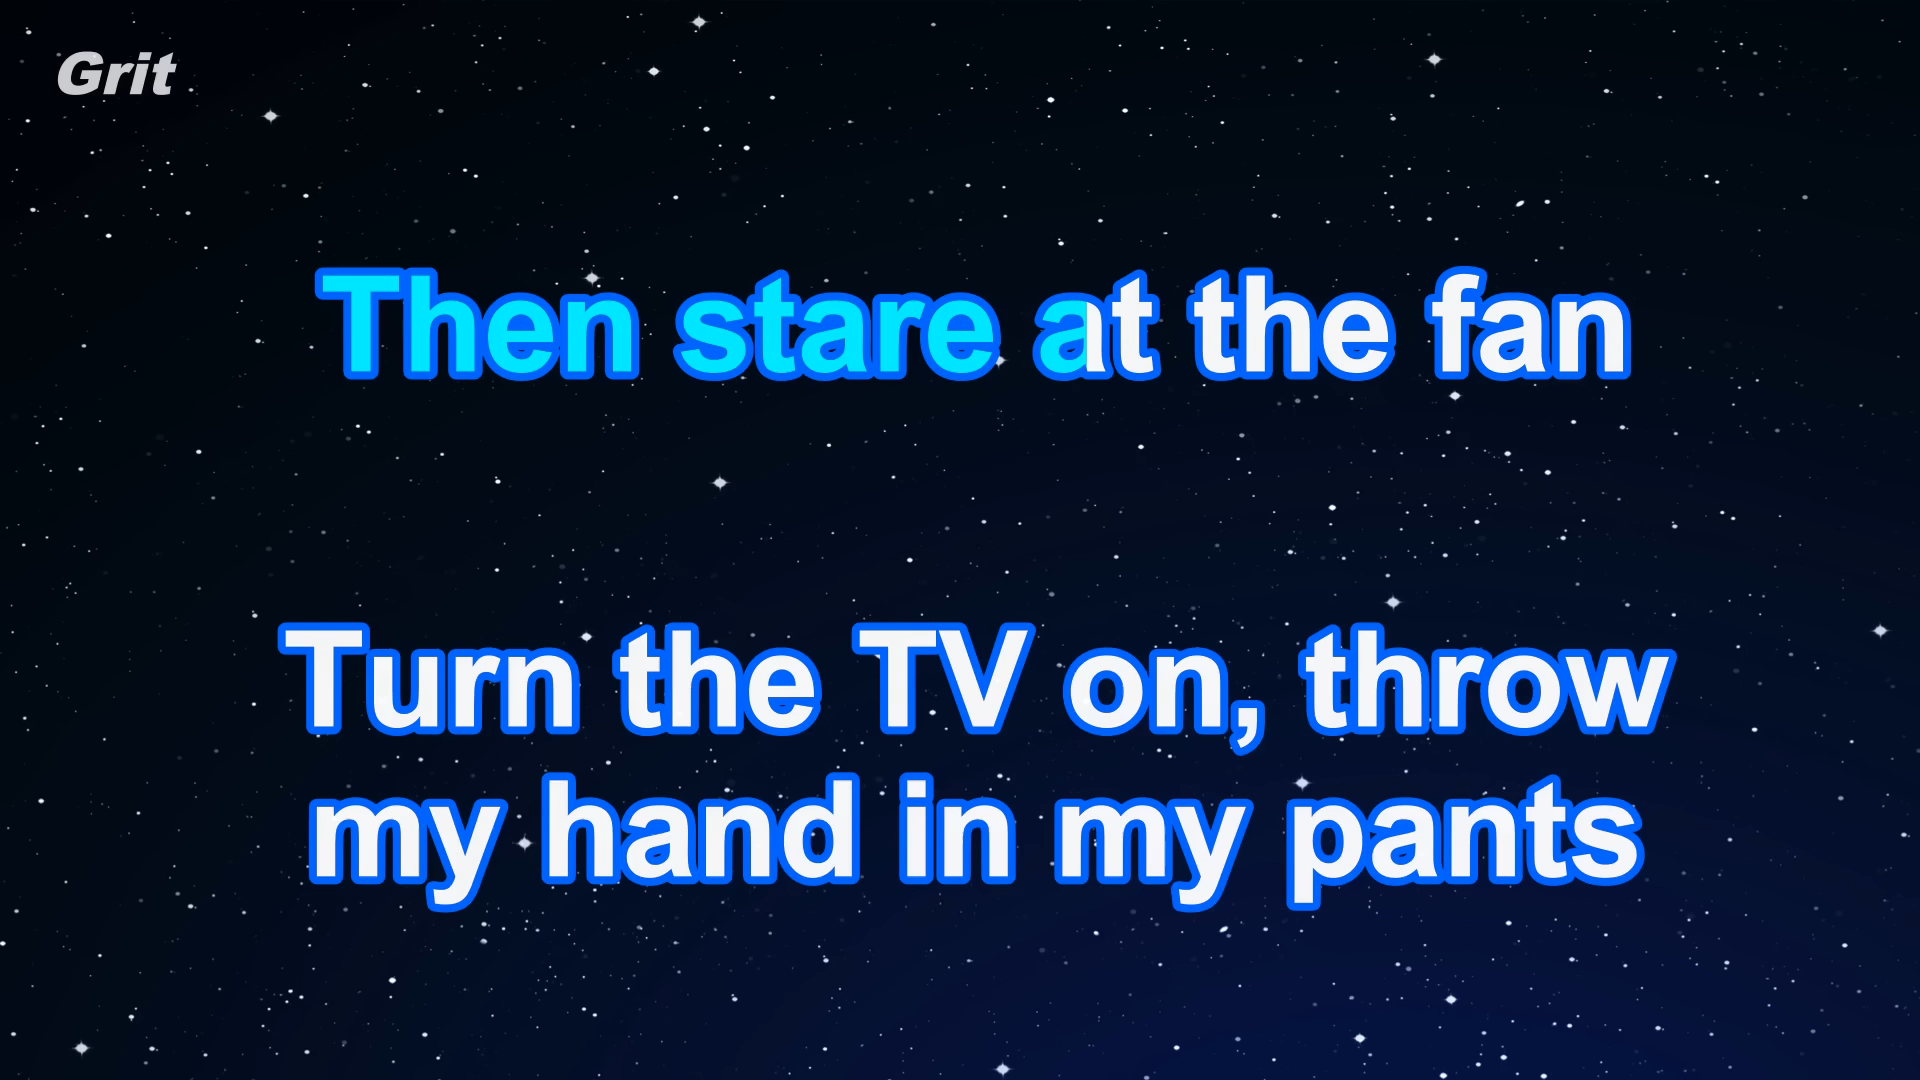 Grit
Then stare at the fan
Turn the TV on, throw
my hand in my pants